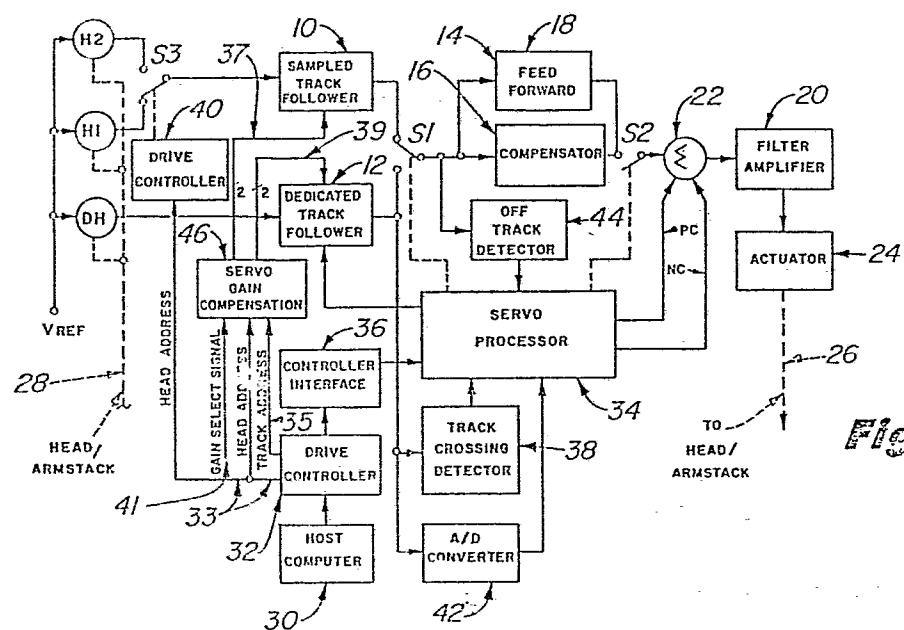 H2
S3
37
10
SAMPLED
TRACK
FOLLOWER
14
18
FEED
FORWARD
16
S1
S2
22
20
H1
40
39
COMPENSATOR
Σ
FILTER
AMPLIFIER
DRIVE
CONTROLLER
12
2
2
DEDICATED
TRACK
FOLLOWER
OFF
TRACK
DETECTOR
44
PC
NC
ACTUATOR
24
DH
46
SERVO
GAIN
COMPENSATION
SERVO
PROCESSOR
VREF
36
CONTROLLER
INTERFACE
26
28
HEAD ADDRESS
GAIN SELECT SIGNAL
HEAD ADDRESS
TRACK ADDRESS
35
34
HEAD/
ARMSTACK
DRIVE
CONTROLLER
TRACK
CROSSING
DETECTOR
38
TO
HEAD/
ARMSTACK
Fig
41
33
32
HOST
COMPUTER
A/D
CONVERTER
30
42